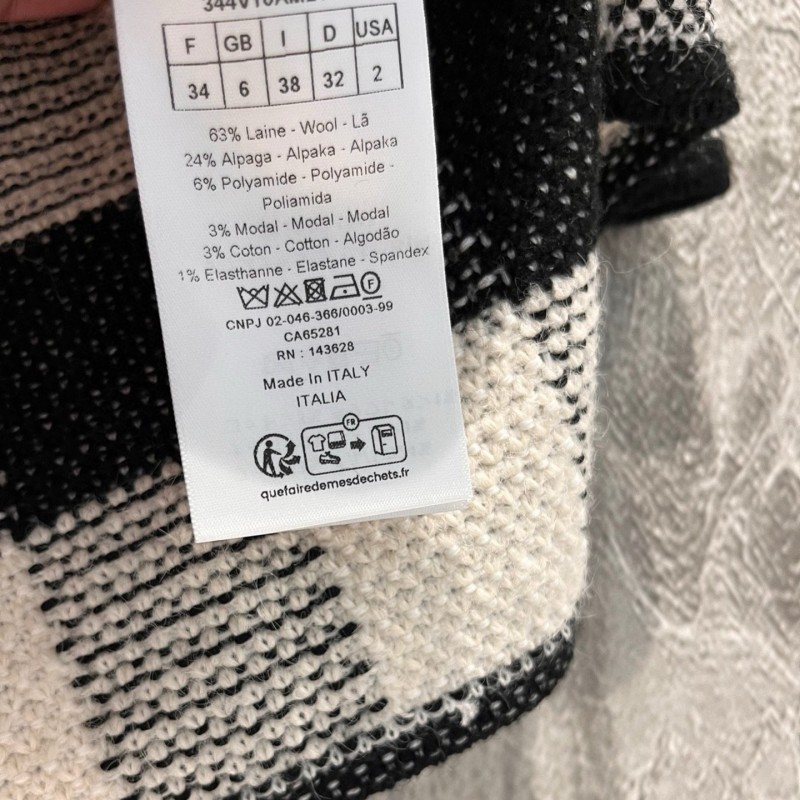 F GB I D USA
34 6 38 32 2
63% Laine - Wool - Lã
24% Alpaga - Alpaka - Alpaka
6% Polyamide - Polyamide -
Poliamida
3% Modal - Modal - Modal
3% Coton - Cotton - Algodão
1% Elasthanne - Elastane - Spandex
F
CNPJ 02-046-366/0003-99
CA65281
RN : 143628
Made In ITALY
ITALIA
FR
quefairedemesdechets.fr